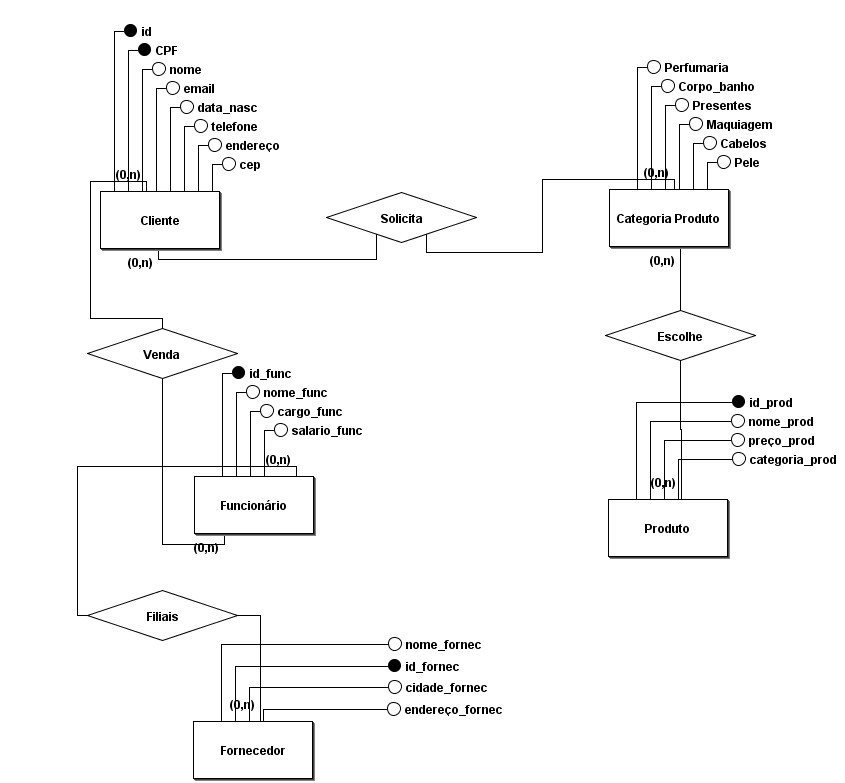 id
CPF
nome
email
data_nasc
telefone
endereço
cep
(0,n)
Cliente
(0,n)
Solicita
Perfumaria
Corpo_banho
Presentes
Maquiagem
Cabelos
Pele
(0,n)
Categoria Produto
(0,n)
Venda
Escolhe
id_func
nome_func
cargo_func
salario_func
(0,n)
Funcionário
(0,n)
id_prod
nome_prod
preço_prod
categoria_prod
(0,n)
Produto
Filiais
nome_fornec
id_fornec
cidade_fornec
endereço_fornec
(0,n)
Fornecedor